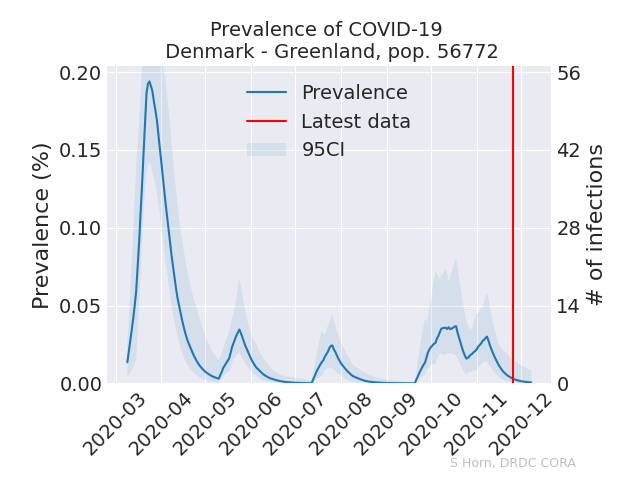 Prevalence of COVID-19
Denmark - Greenland, pop. 56772
Prevalence
Latest data
95CI
Prevalence (%)
0.20
0.15
0.10
0.05
0.00
56
42
28
14
0
# of infections
2020-03
2020-04
2020-05
2020-06
2020-07
2020-08
2020-09
2020-10
2020-11
2020-12
S Horn, DRDC CORA